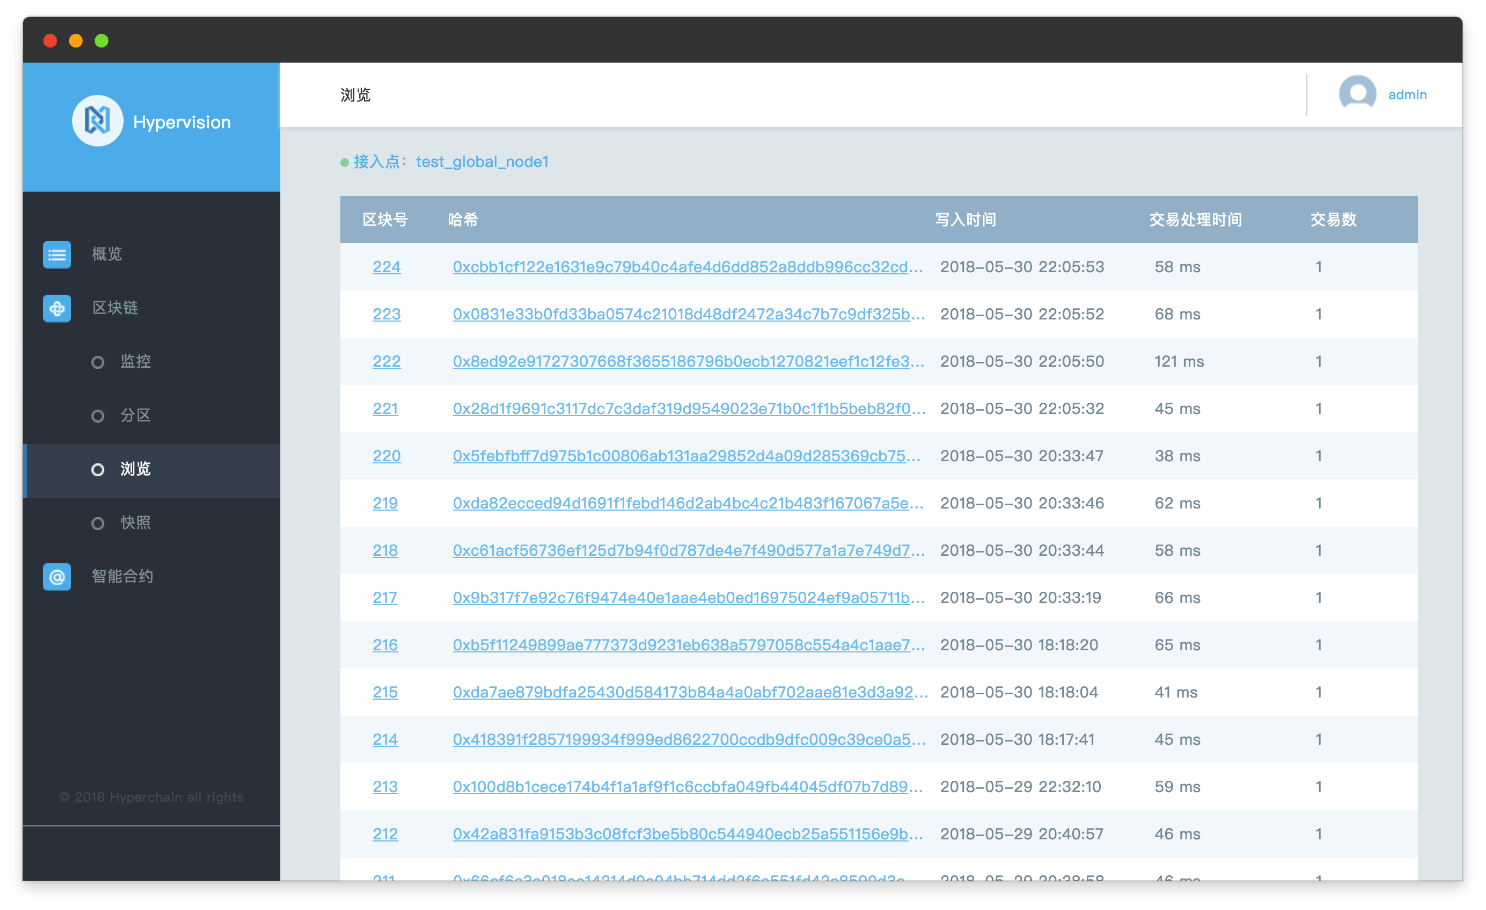 Hypervision
浏览
admin
概览
区块链
监控
分区
浏览
快照
智能合约
© 2018 Hyperchain all rights
接入点：test_global_node1
区块号 哈希 写入时间 交易处理时间 交易数
224 0xcbb1cf122e1631e9c79b40c4afe4d6dd852a8ddb996cc32cd... 2018-05-30 22:05:53 58 ms 1
223 0x0831e33b0fd33ba0574c21018d48df2472a34c7b7c9df325b... 2018-05-30 22:05:52 68 ms 1
222 0x8ed92e91727307668f3655186796b0ecb1270821eef1c12fe3... 2018-05-30 22:05:50 121 ms 1
221 0x28d1f9691c3117dc7c3daf319d9549023e71b0c1f1b5beb82f0... 2018-05-30 22:05:32 45 ms 1
220 0x5febfbff7d975b1c00806ab131aa29852d4a09d285369cb75... 2018-05-30 20:33:47 38 ms 1
219 0xda82ecced94d1691f1febd146d2ab4bc4c21b483f167067a5e... 2018-05-30 20:33:46 62 ms 1
218 0xc61acf56736ef125d7b94f0d787de4e7f490d577a1a7e749d7... 2018-05-30 20:33:44 58 ms 1
217 0x9b317f7e92c76f9474e40e1aae4eb0ed16975024ef9a05711b... 2018-05-30 20:33:19 66 ms 1
216 0xb5f11249899ae777373d9231eb638a5797058c554a4c1aae7... 2018-05-30 18:18:20 65 ms 1
215 0xda7ae879bdfa25430d584173b84a4a0abf702aae81e3d3a92... 2018-05-30 18:18:04 41 ms 1
214 0x418391f2857199934f999ed8622700ccdb9dfc009c39ce0a5... 2018-05-30 18:17:41 45 ms 1
213 0x100d8b1cece174b4f1a1af9f1c6ccbfa049fb44045df07b7d89... 2018-05-29 22:32:10 59 ms 1
212 0x42a831fa9153b3c08fcf3be5b80c544940ecb25a551156e9b... 2018-05-29 20:40:57 46 ms 1
211 2018-05-29 20:38:58 46 ms 1